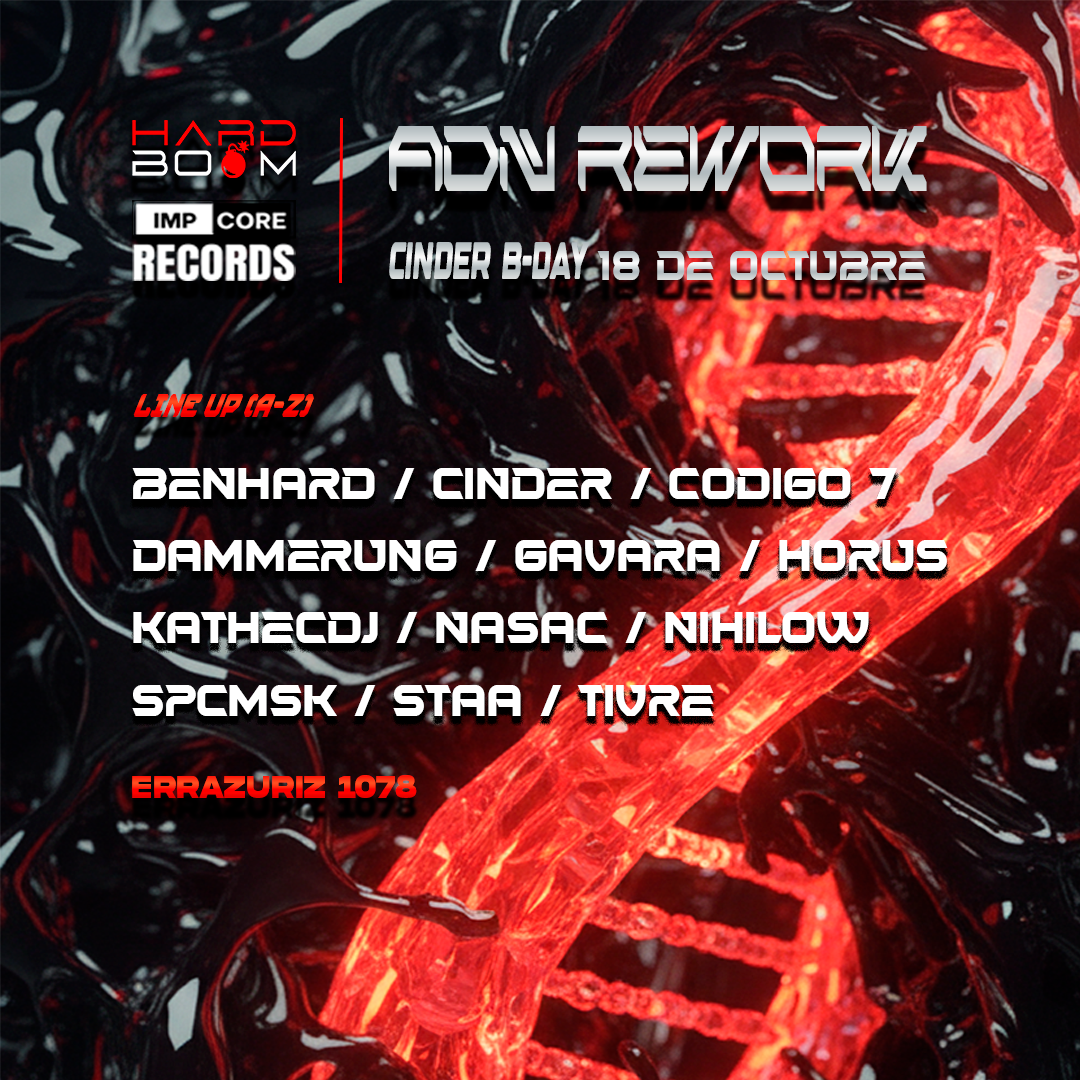 HARD
BOOM
IMP CORE
RECORDS
ADN REWORK
CINDER B-DAY 18 DE OCTUBRE
LINE UP (A-Z)
BENHARD / CINDER / CODIGO 7
DAMMERUNG / GAVARA / HORUS
KATHECDJ / NASAC / NIHILOW
SPCMSK / STAA / TIVRE
ERRAZURIZ 1078